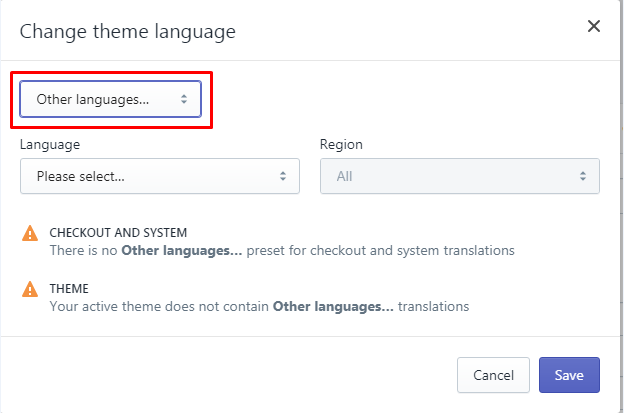 Change theme language
Other languages...
Language
Region
Please select...
All
CHECKOUT AND SYSTEM
There is no Other languages... preset for checkout and system translations
THEME
Your active theme does not contain Other languages... translations
Cancel
Save